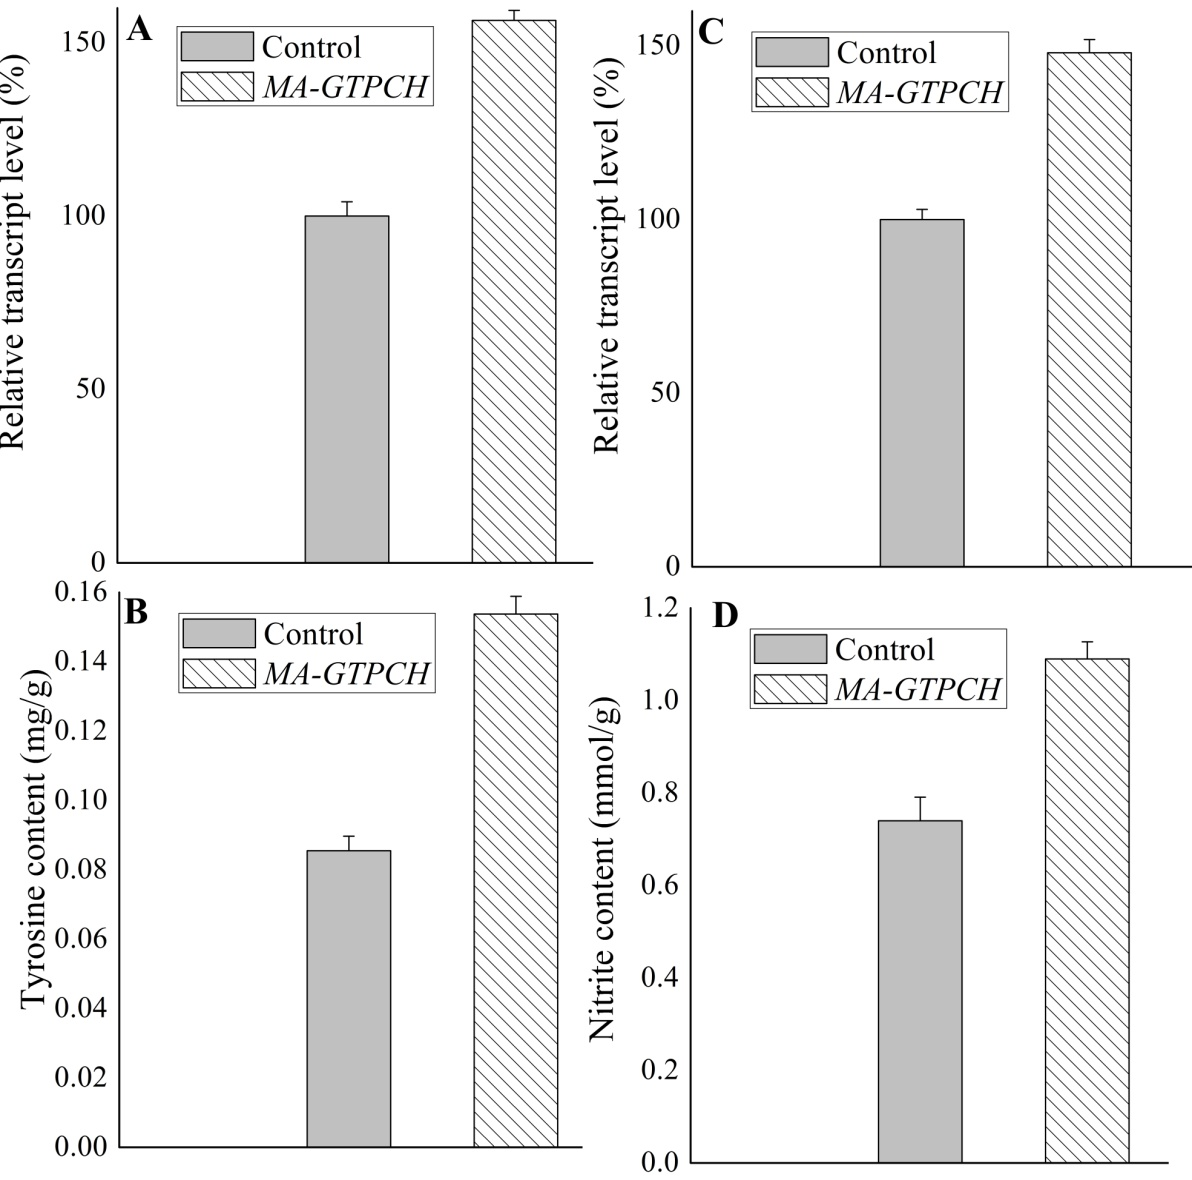 A
Control
MA-GTPCH
Relative transcript level (%)
150
100
50
0
C
Control
MA-GTPCH
Relative transcript level (%)
150
100
50
0
B
Control
MA-GTPCH
Tyrosine content (mg/g)
0.16
0.14
0.12
0.10
0.08
0.06
0.04
0.02
0.00
D
Control
MA-GTPCH
Nitrite content (mmol/g)
1.2
1.0
0.8
0.6
0.4
0.2
0.0